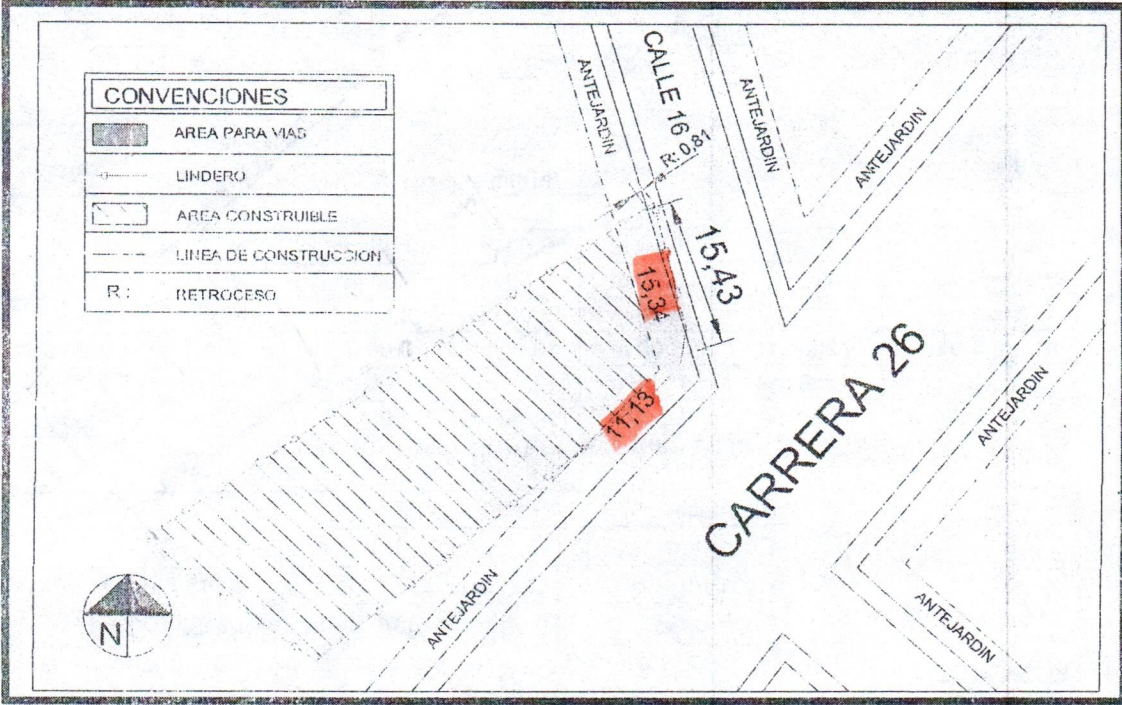 CONVENCIONES
AREA PARA VIAS
LINDERO
AREA CONSTRUIBLE
LINEA DE CONSTRUCCION
R : RETROCESO
ANTEJARDIN
CALLE 16
R: 0,81
ANTEJARDIN
ANTEJARDIN
15,43
15,34
11,13
CARRERA 26
ANTEJARDIN
ANTEJARDIN
ANTEJARDIN
N